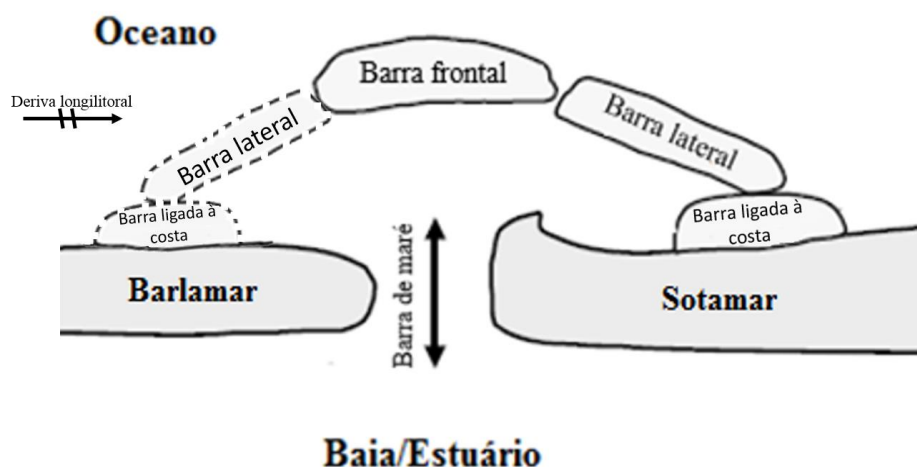 Oceano
Barra frontal
Deriva longilitoral
Barra lateral
Barra lateral
Barra ligada à
costa
Barra ligada à
costa
Barra de maré
Barlamar
Sotamar
Baia/Estuário